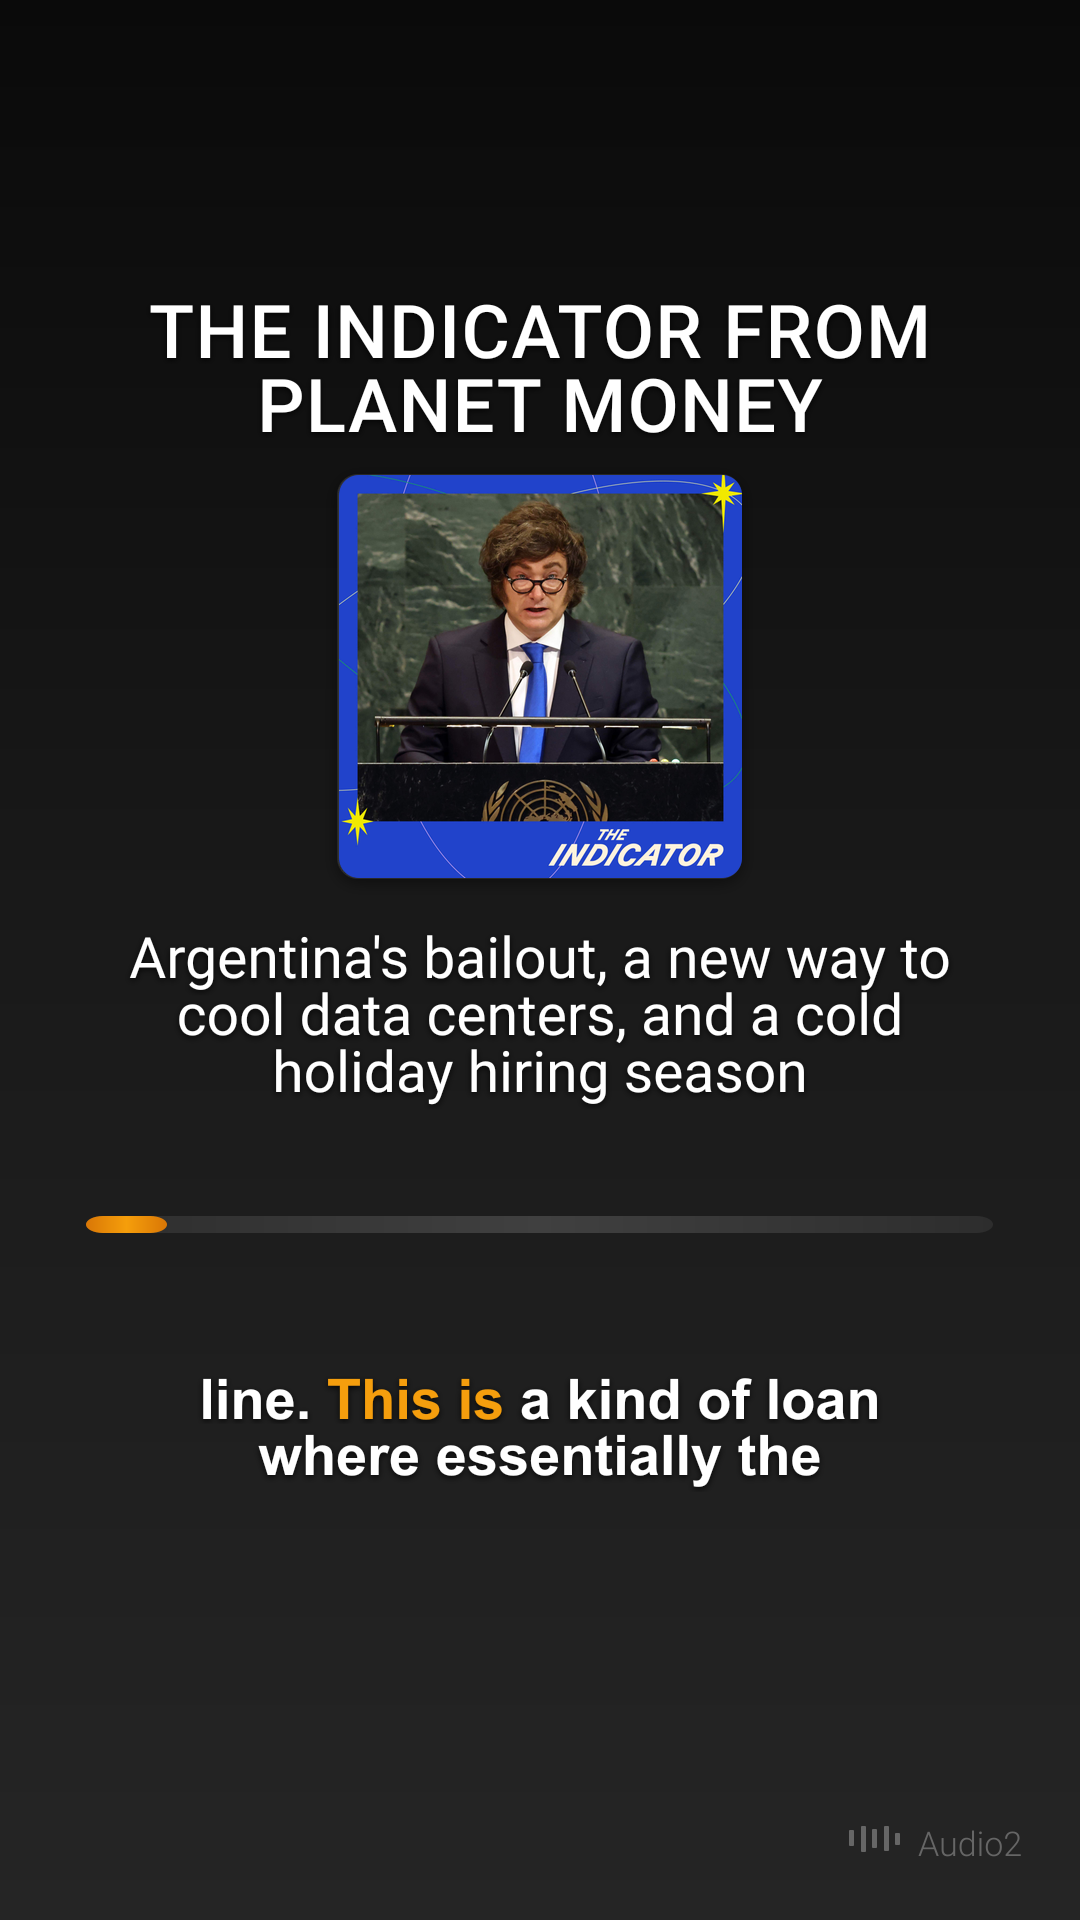 THE INDICATOR FROM
PLANET MONEY
THE
INDICATOR
Argentina's bailout, a new way to
cool data centers, and a cold
holiday hiring season
line. This is a kind of loan
where essentially the
Audio2